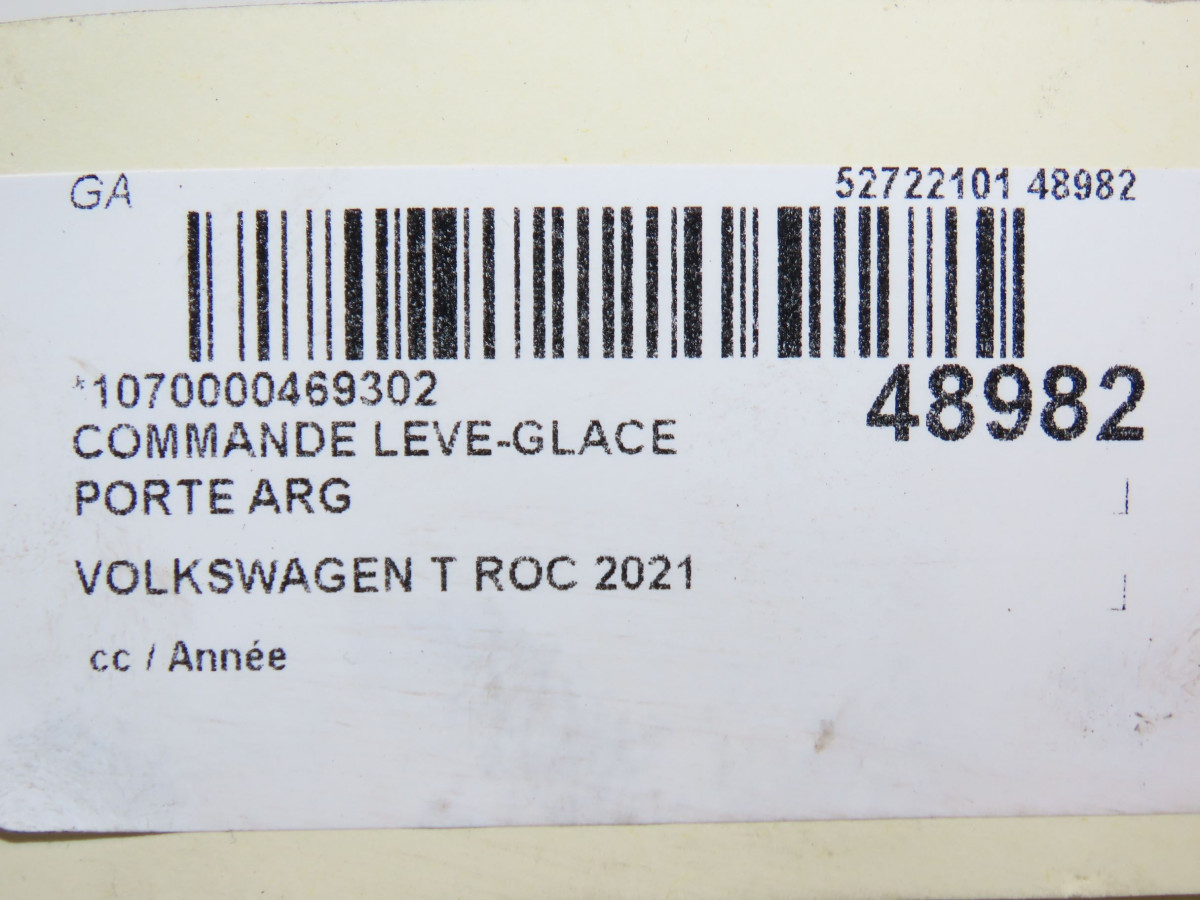 GA
52722101 48982
*1070000469302
48982
COMMANDE LEVE-GLACE
PORTE ARG
VOLKSWAGEN T ROC 2021
cc / Année